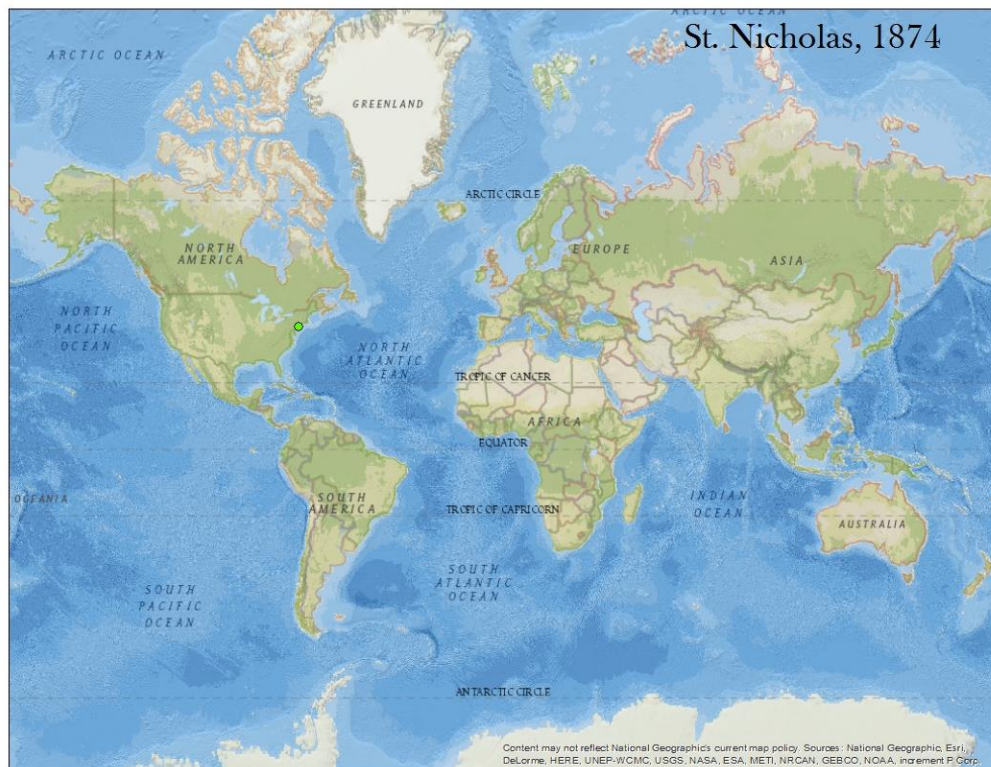 ARCTIC OCEAN
St. Nicholas, 1874
ARCTIC OCEAN
GREENLAND
ARCTIC CIRCLE
NORTH
AMERICA
EUROPE
ASIA
NORTH
PACIFIC
OCEAN
NORTH
ATLANTIC
OCEAN
TROPIC OF CANCER
AFRICA
EQUATOR
OCEANIA
SOUTH
AMERICA
INDIAN
OCEAN
TROPIC OF CAPRICORN
AUSTRALIA
SOUTH
ATLANTIC
OCEAN
SOUTH
PACIFIC
OCEAN
ANTARCTIC CIRCLE
Content may not reflect National Geographic's current map policy. Sources: National Geographic, Esri,
DeLorme, HERE, UNEP-WCMC, USGS, NASA, ESA, METI, NRCAN, GEBCO, NOAA, increment P Corp.